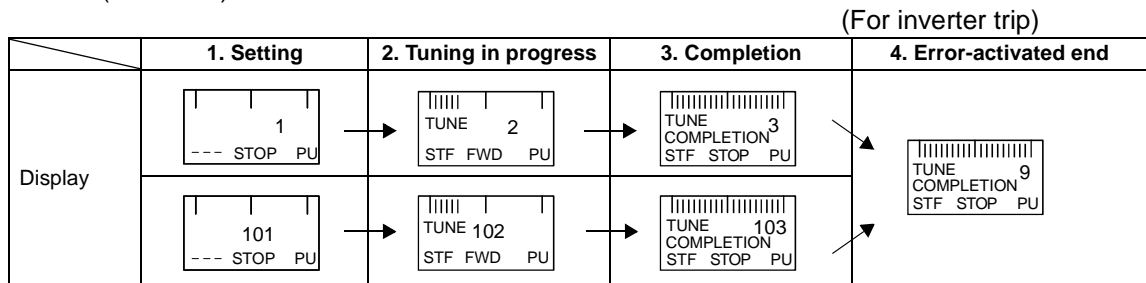 (For inverter trip)
1. Setting 2. Tuning in progress 3. Completion 4. Error-activated end
Display
1
--- STOP PU
TUNE 2
STF FWD PU
TUNE
COMPLETION 3
STF STOP PU
TUNE
COMPLETION 9
STF STOP PU
101
--- STOP PU
TUNE 102
STF FWD PU
TUNE 103
COMPLETION
STF STOP PU